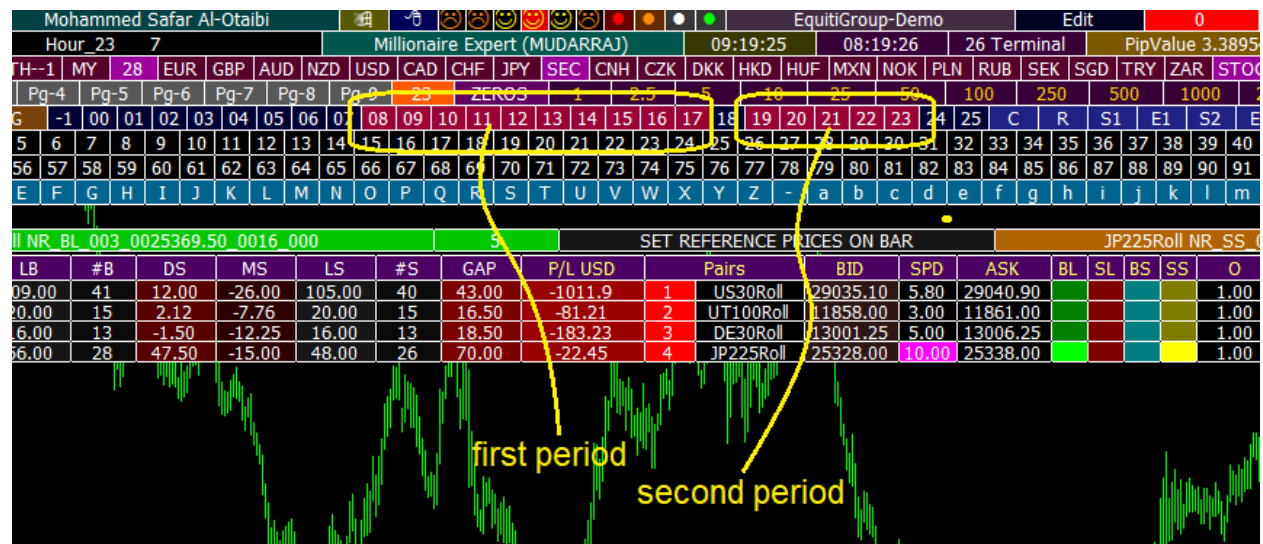 Mohammed Safar Al-Otaibi EquitiGroup-Demo Edit 0
Hour_23 7 Millionaire Expert (MUDARRAJ) 09:19:25 08:19:26 26 Terminal PipValue 3.3895
TH--1 MY 28 EUR GBP AUD NZD USD CAD CHF JPY SEC CNH CZK DKK HKD HUF MXN NOK PLN RUB SEK SGD TRY ZAR STOC
Pg-4 Pg-5 Pg-6 Pg-7 Pg-8 Pg-9 23 ZEROS 1 2.5 5 10 25 50 100 250 500 1000
G -1 00 01 02 03 04 05 06 07 08 09 10 11 12 13 14 15 16 17 18 19 20 21 22 23 24 25 C R S1 E1 S2 E
5 6 7 8 9 10 11 12 13 14 15 16 17 18 19 20 21 22 23 24 25 26 27 28 29 30 31 32 33 34 35 36 37 38 39 40
56 57 58 59 60 61 62 63 64 65 66 67 68 69 70 71 72 73 74 75 76 77 78 79 80 81 82 83 84 85 86 87 88 89 90 91
E F G H I J K L M N O P Q R S T U V W X Y Z - a b c d e f g h i j k l m
ll NR_BL_003_0025369.50_0016_000 5 SET REFERENCE PRICES ON BAR JP225Roll NR_SS_0
LB #B DS MS LS #S GAP P/L USD Pairs BID SPD ASK BL SL BS SS O
09.00 41 12.00 -26.00 105.00 40 43.00 -1011.9 1 US30Roll 29035.10 5.80 29040.90 1.00
20.00 15 2.12 -7.76 20.00 15 16.50 -81.21 2 UT100Roll 11858.00 3.00 11861.00 1.00
16.00 13 -1.50 -12.25 16.00 13 18.50 -183.23 3 DE30Roll 13001.25 5.00 13006.25 1.00
56.00 28 47.50 -15.00 48.00 26 70.00 -22.45 4 JP225Roll 25328.00 10.00 25338.00 1.00
first period
second period